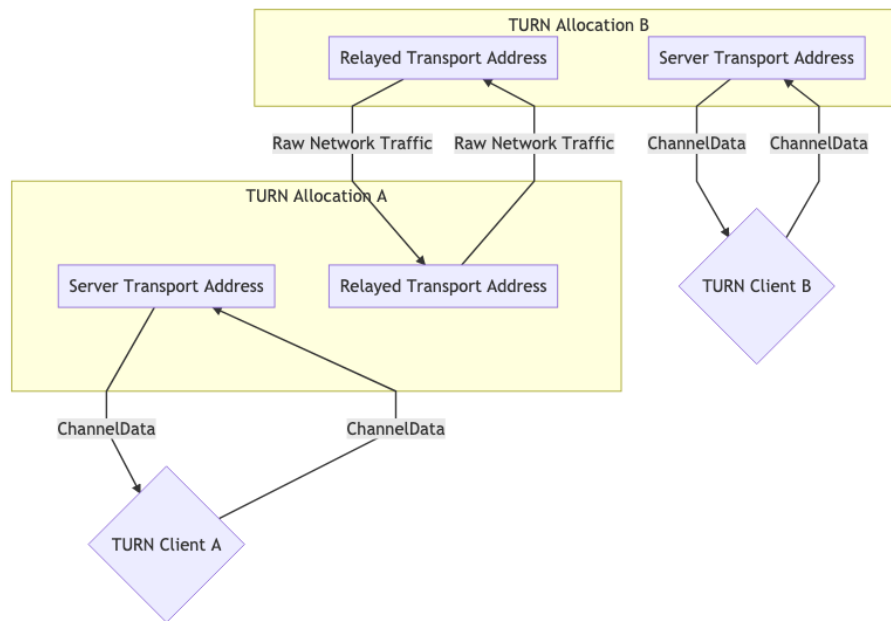 TURN Allocation B
Relayed Transport Address
Server Transport Address
Raw Network Traffic
Raw Network Traffic
ChannelData
ChannelData
TURN Allocation A
Server Transport Address
Relayed Transport Address
TURN Client B
ChannelData
ChannelData
TURN Client A